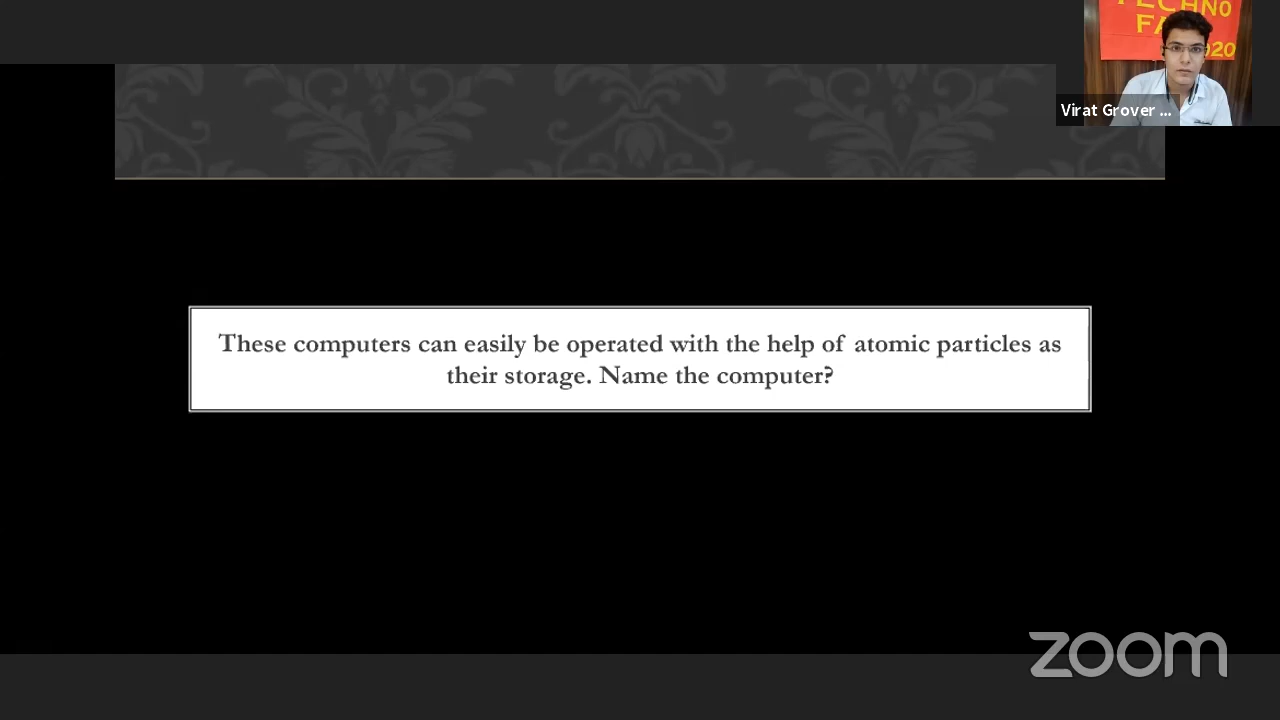 TECHNO
FA
020
Virat Grover ...
These computers can easily be operated with the help of atomic particles as
their storage. Name the computer?
zoom